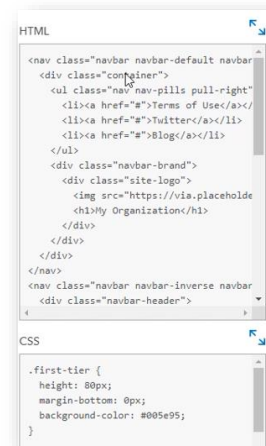 HTML
<nav class="navbar navbar-default navbar
<div class="container">
<ul class="nav nav-pills pull-right"
<li><a href="#">Terms of Use</a></
<li><a href="#">Twitter</a></li>
<li><a href="#">Blog</a></li>
</ul>
<div class="navbar-brand">
<div class="site-logo">
<img src="https://via.placeholde
<h1>My Organization</h1>
</div>
</div>
</div>
</nav>
<nav class="navbar navbar-inverse navbar
<div class="navbar-header">
CSS
.first-tier {
height: 80px;
margin-bottom: 0px;
background-color: #005e95;
}